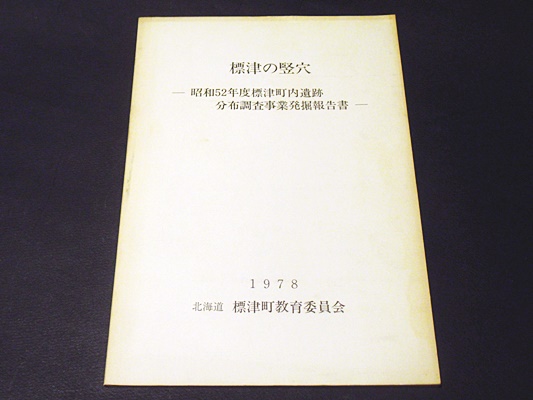 標津の竪穴
― 昭和52年度標津町内遺跡
分布調査事業発掘報告書 ―
1978
北海道 標津町教育委員会